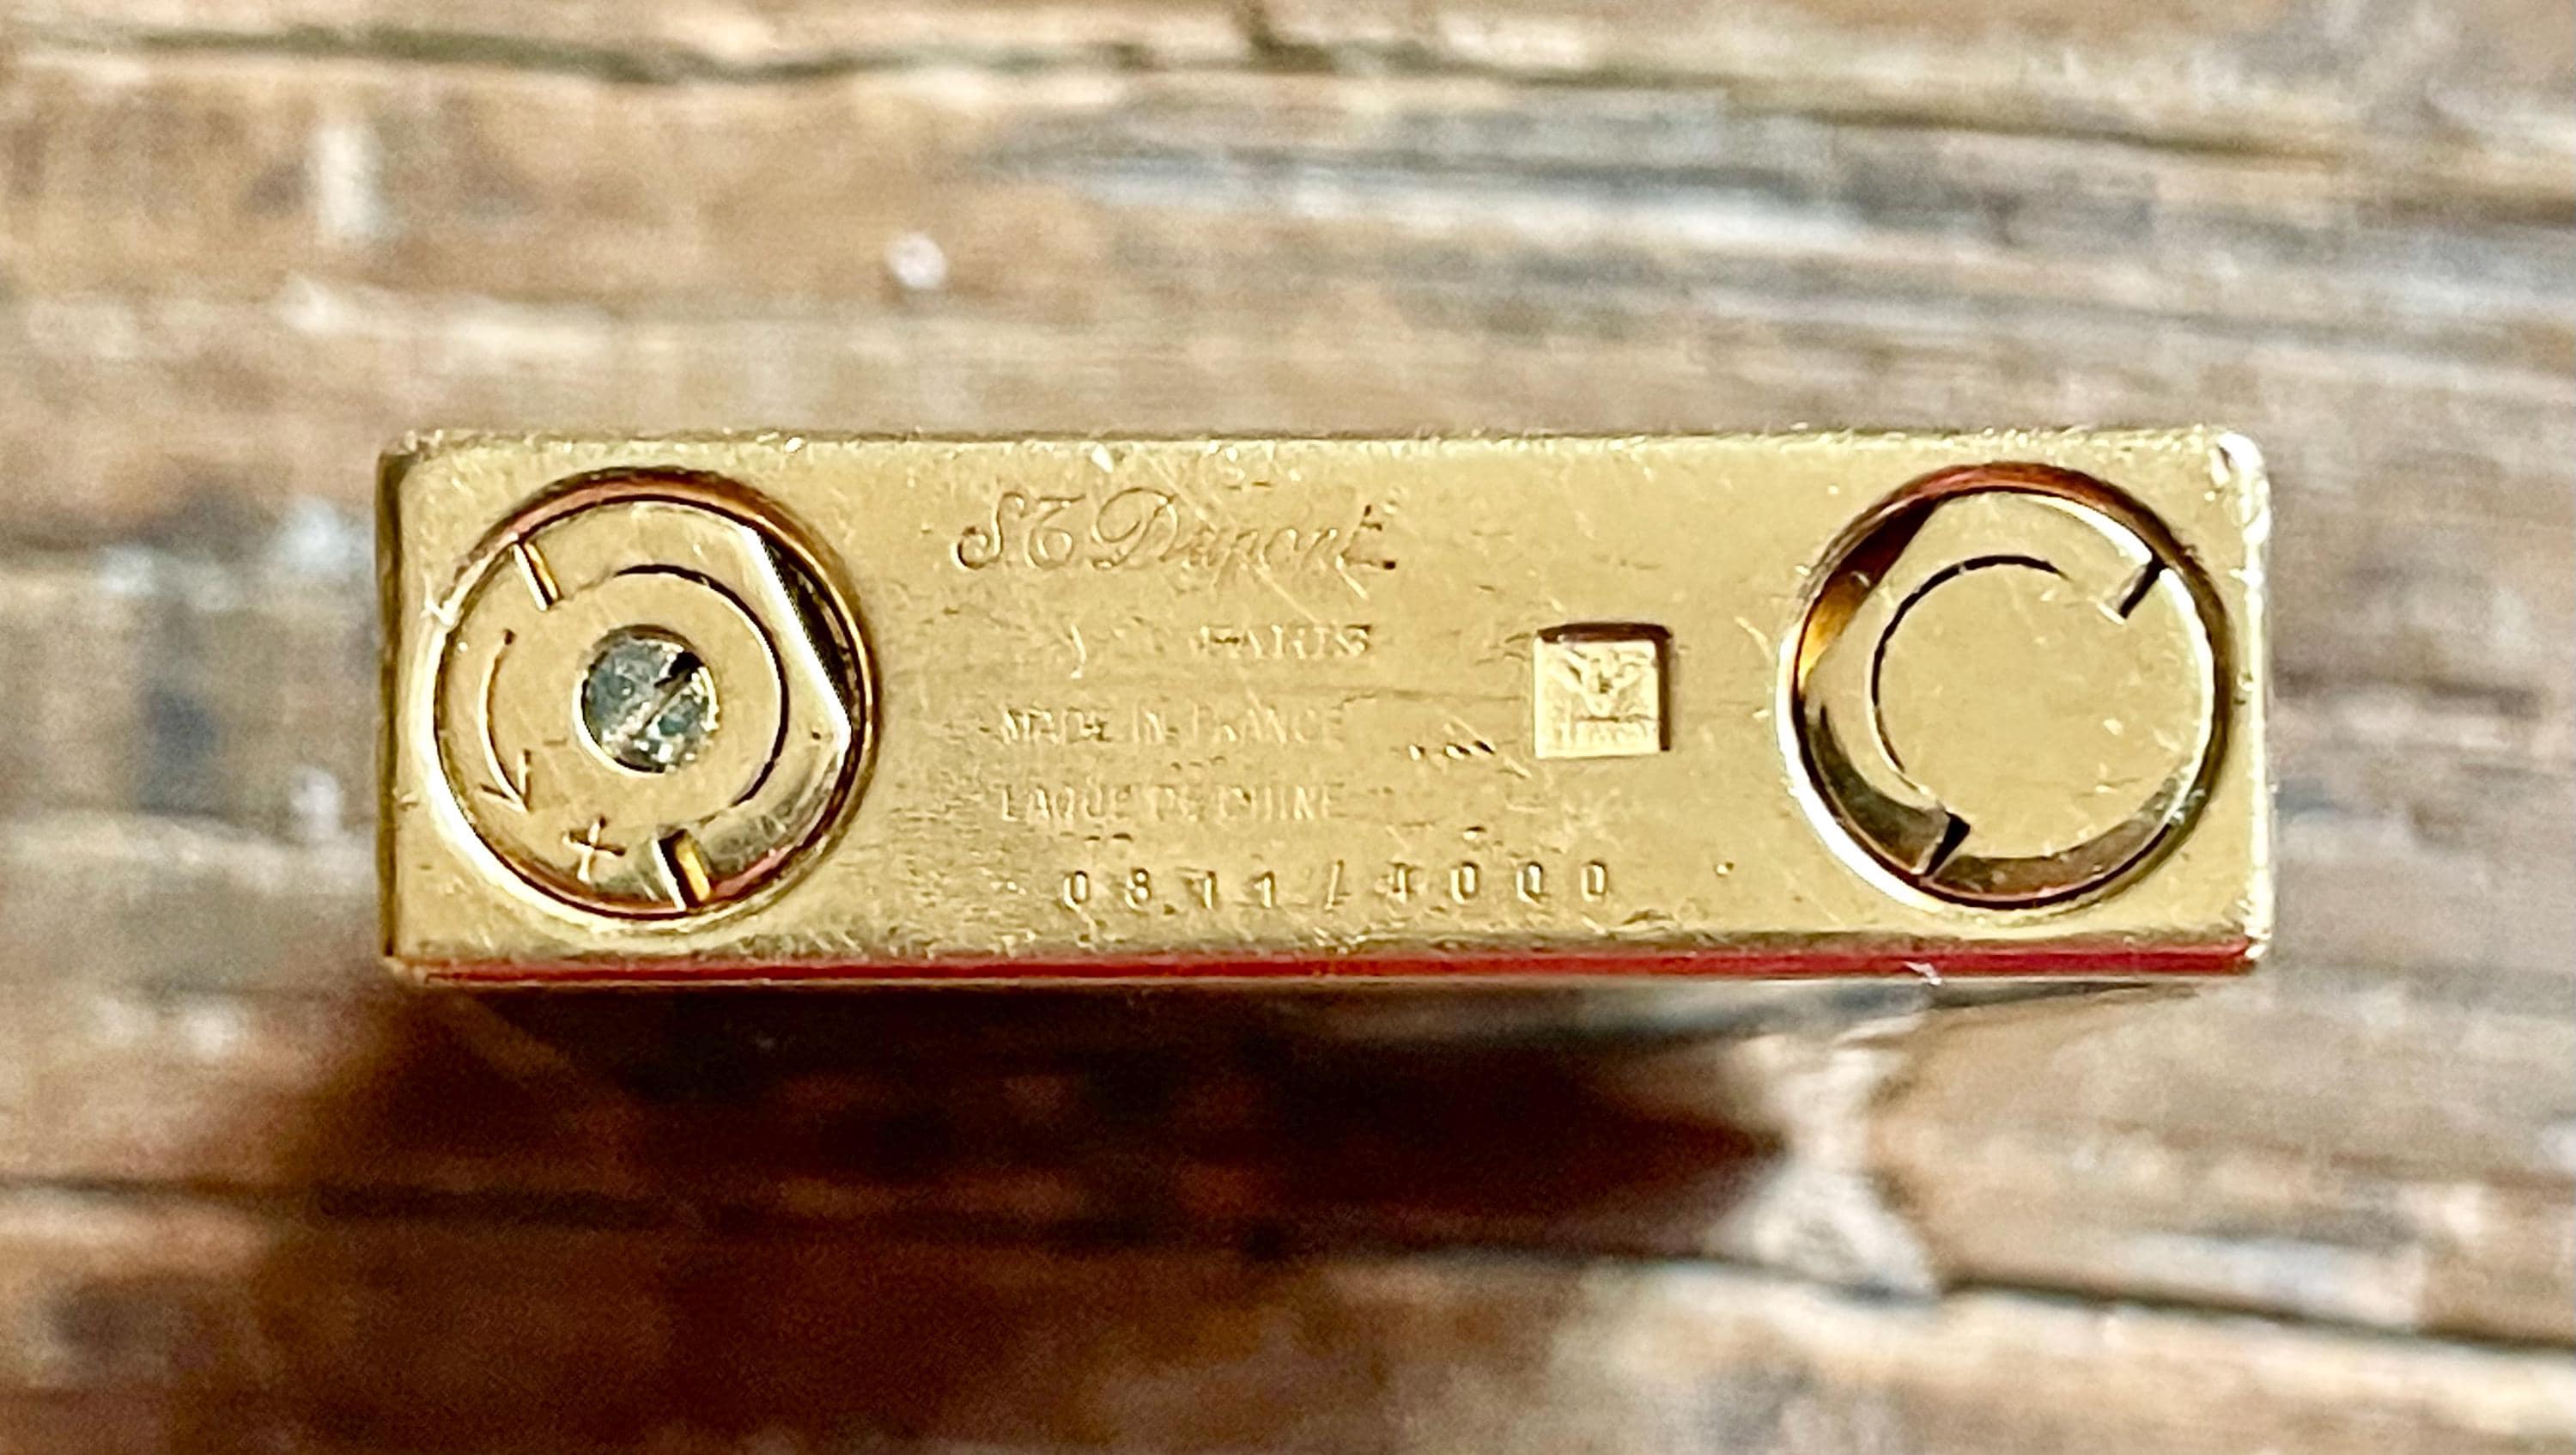 S.T. Dupont
PARIS
MADE IN FRANCE
LAQUE DE CHINE
0811/4000
+